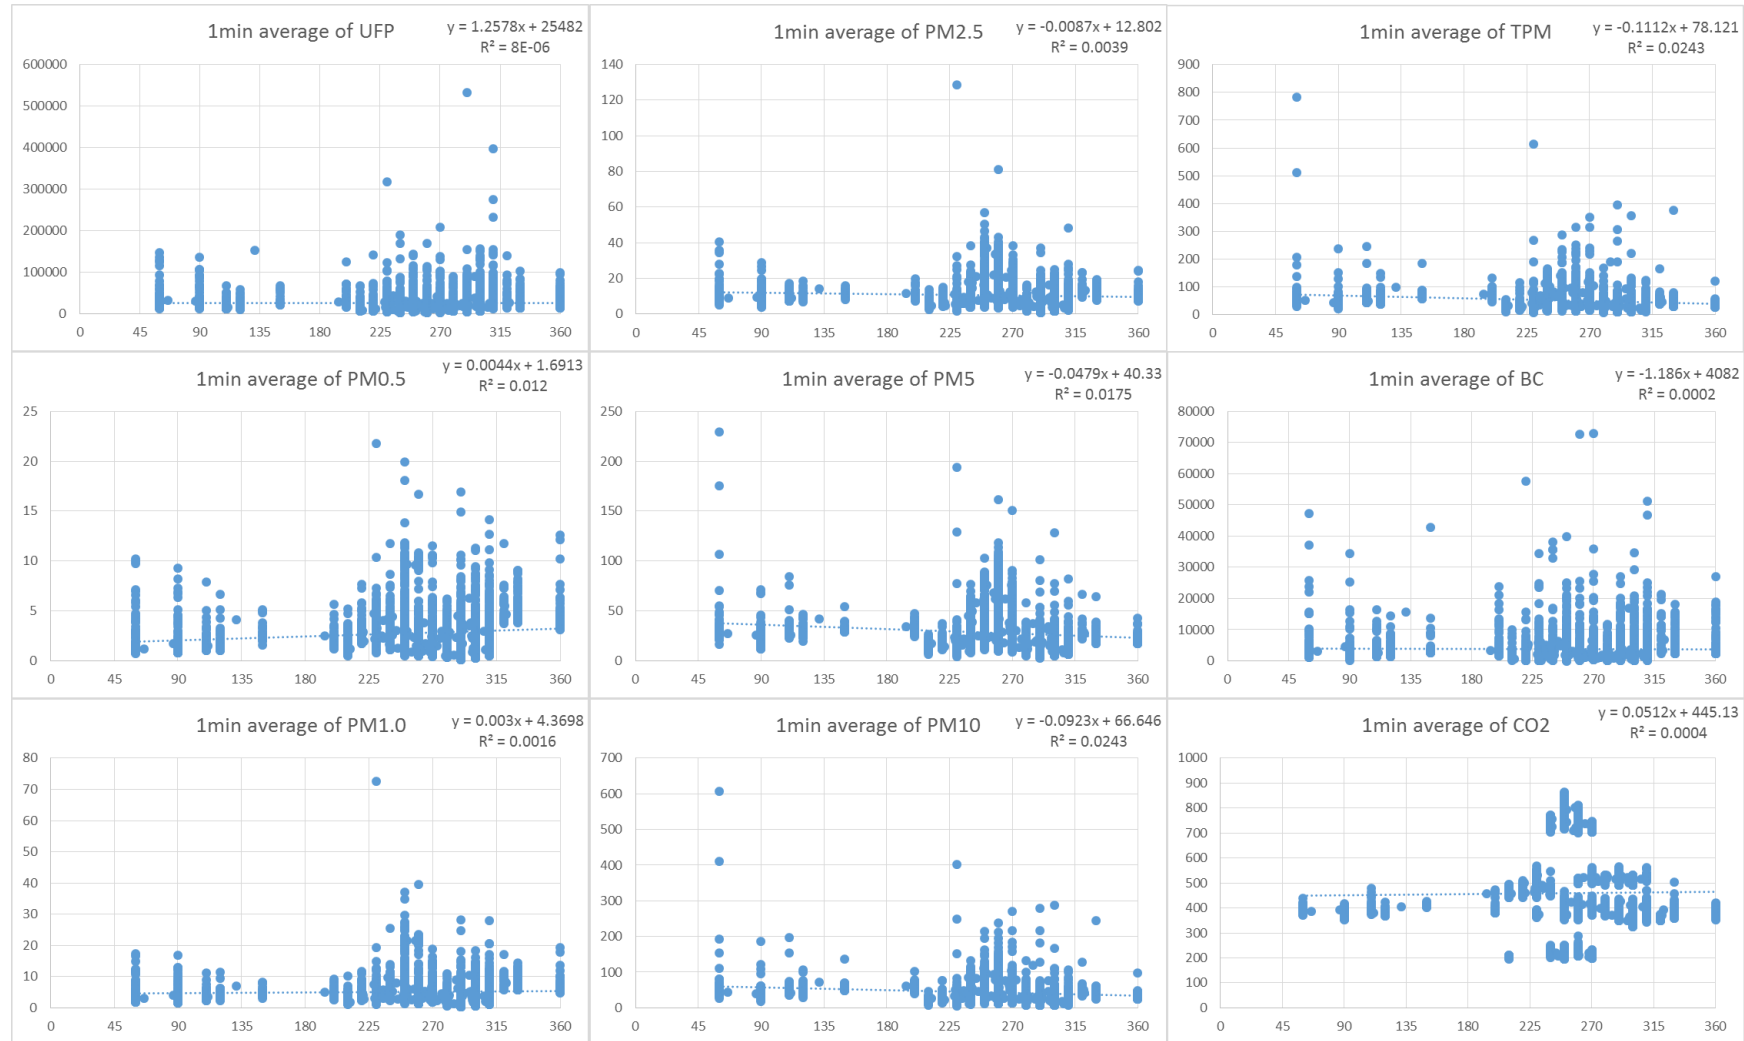 1min average of UFP
y = 1.2578x + 25482
R² = 8E-06
600000
500000
400000
300000
200000
100000
0
0 45 90 135 180 225 270 315 360
1min average of PM2.5
y = -0.0087x + 12.802
R² = 0.0039
140
120
100
80
60
40
20
0
0 45 90 135 180 225 270 315 360
1min average of TPM
y = -0.1112x + 78.121
R² = 0.0243
900
800
700
600
500
400
300
200
100
0
0 45 90 135 180 225 270 315 360
1min average of PM0.5
y = 0.0044x + 1.6913
R² = 0.012
25
20
15
10
5
0
0 45 90 135 180 225 270 315 360
1min average of PM5
y = -0.0479x + 40.33
R² = 0.0175
250
200
150
100
50
0
0 45 90 135 180 225 270 315 360
1min average of BC
y = -1.186x + 4082
R² = 0.0002
80000
70000
60000
50000
40000
30000
20000
10000
0
0 45 90 135 180 225 270 315 360
1min average of PM1.0
y = 0.003x + 4.3698
R² = 0.0016
80
70
60
50
40
30
20
10
0
0 45 90 135 180 225 270 315 360
1min average of PM10
y = -0.0923x + 66.646
R² = 0.0243
700
600
500
400
300
200
100
0
0 45 90 135 180 225 270 315 360
1min average of CO2
y = 0.0512x + 445.13
R² = 0.0004
1000
900
800
700
600
500
400
300
200
100
0
0 45 90 135 180 225 270 315 360